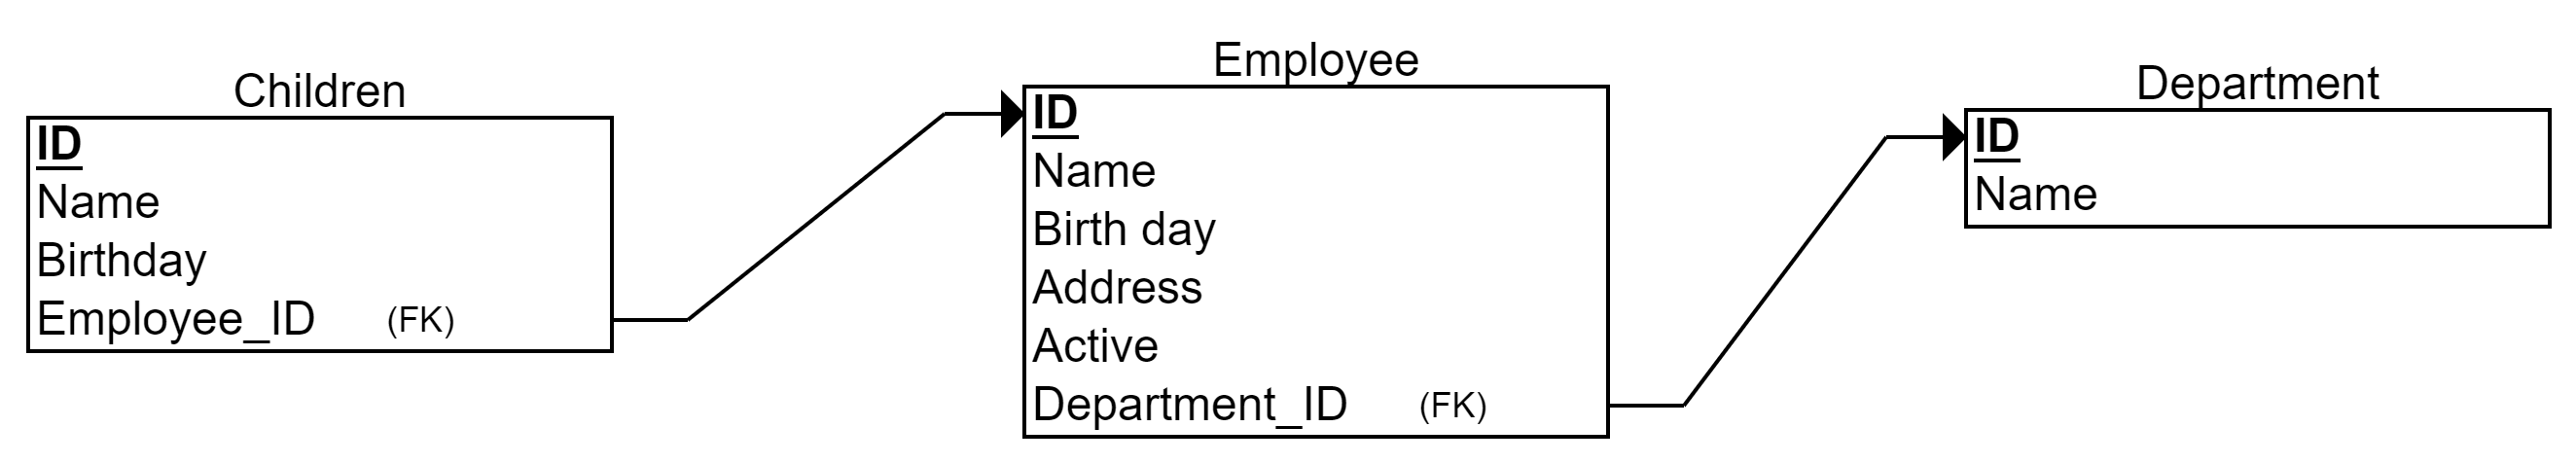 Children
ID
Name
Birthday
Employee_ID (FK)
Employee
ID
Name
Birth day
Address
Active
Department_ID (FK)
Department
ID
Name